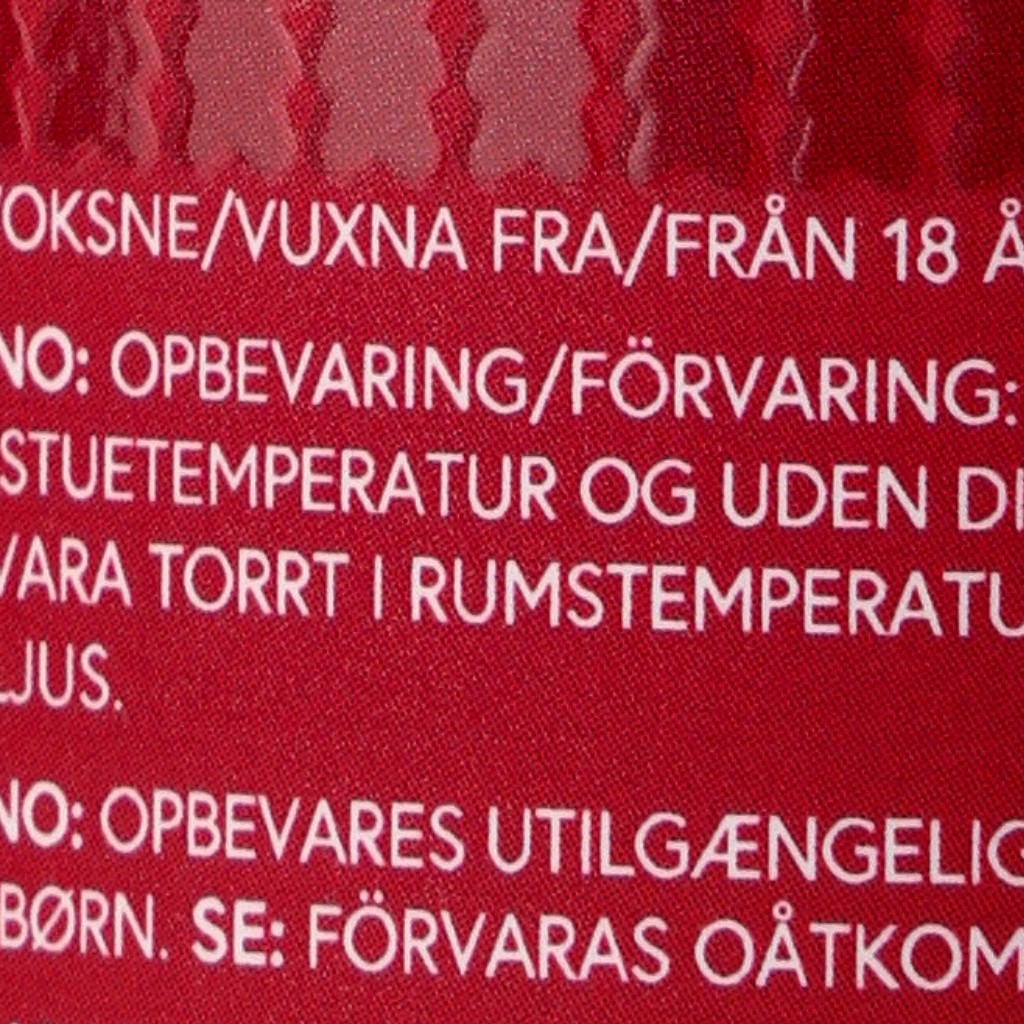 VOKSNE/VUXNA FRA/FRÅN 18 Å
NO: OPBEVARING/FÖRVARING:
STUETEMPERATUR OG UDEN
VARA TORRT I RUMSTEMPERATU
LJUS.
NO: OPBEVARES UTILGÆNGELIG
BØRN. SE: FÖRVARAS OÅTKOM